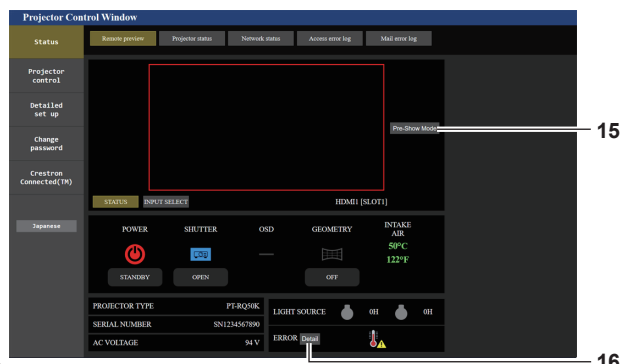 Projector Control Window
Status
Remote preview
Projector status
Network status
Access error log
Mail error log
Projector
control
Detailed
set up
Change
password
Crestron
Connected(TM)
Japanese
Pre-Show Mode
15
STATUS
INPUT SELECT
HDMI1 [SLOT1]
POWER
SHUTTER
OSD
GEOMETRY
INTAKE
AIR
50°C
122°F
STANDBY
OPEN
OFF
PROJECTOR TYPE
PT-RQ50K
SERIAL NUMBER
SN1234567890
AC VOLTAGE
94 V
LIGHT SOURCE
0H
0H
ERROR
Detail
16